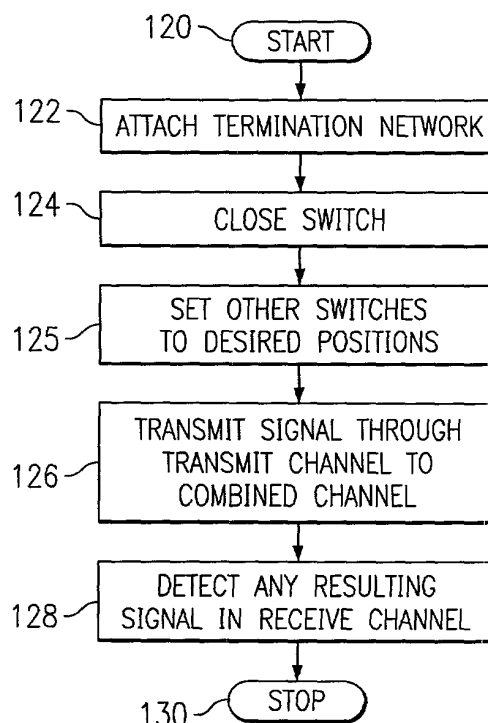 120
START
122
ATTACH TERMINATION NETWORK
124
CLOSE SWITCH
125
SET OTHER SWITCHES
TO DESIRED POSITIONS
126
TRANSMIT SIGNAL THROUGH
TRANSMIT CHANNEL TO
COMBINED CHANNEL
128
DETECT ANY RESULTING
SIGNAL IN RECEIVE CHANNEL
130
STOP